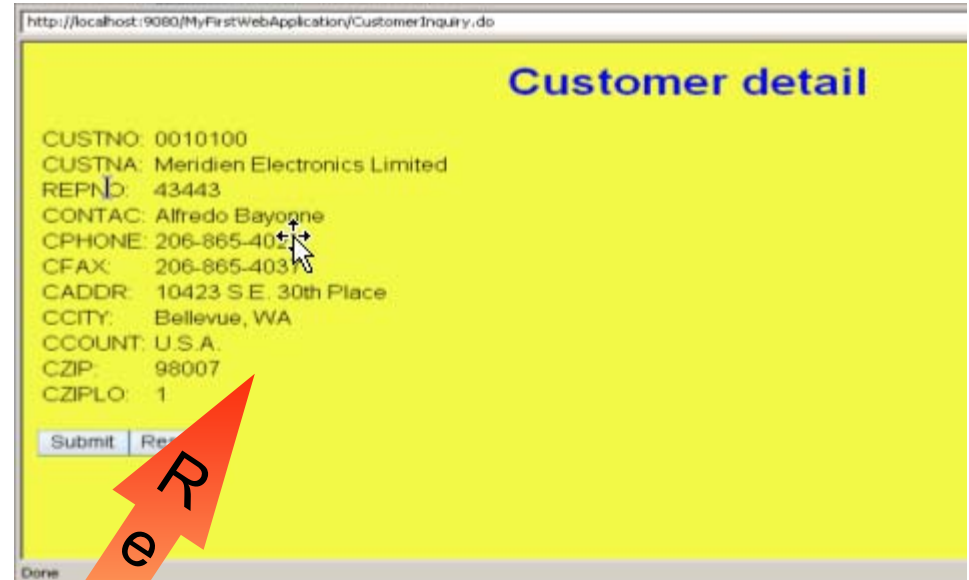 http://localhost:9080/MyFirstWebApplication/CustomerInquiry.do
Customer detail
CUSTNO: 0010100
CUSTNA: Meridien Electronics Limited
REPNO: 43443
CONTAC: Alfredo Bayonne
CPHONE: 206-865-
CFAX: 206-865-
CADDR: 10423 S.E. 30th Place
CCITY: Bellevue, WA
CCOUNT: U.S.A.
CZIP: 98007
CZIPLO: 1
Submit
R
e
Done